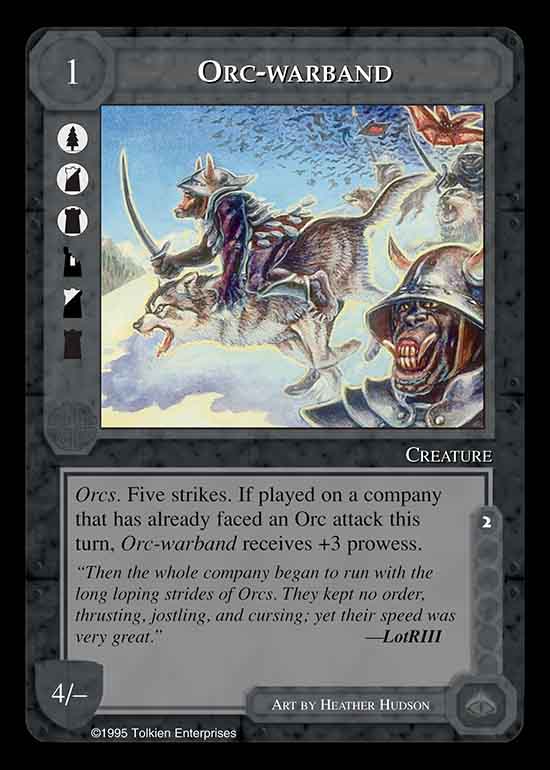 1
ORC-WARBAND
CREATURE
Orcs. Five strikes. If played on a company
that has already faced an Orc attack this
turn, Orc-warband receives +3 prowess.
2
“Then the whole company began to run with the
long loping strides of Orcs. They kept no order,
thrusting, jostling, and cursing; yet their speed was
very great.” —LotRIII
4/–
ART BY HEATHER HUDSON
©1995 Tolkien Enterprises